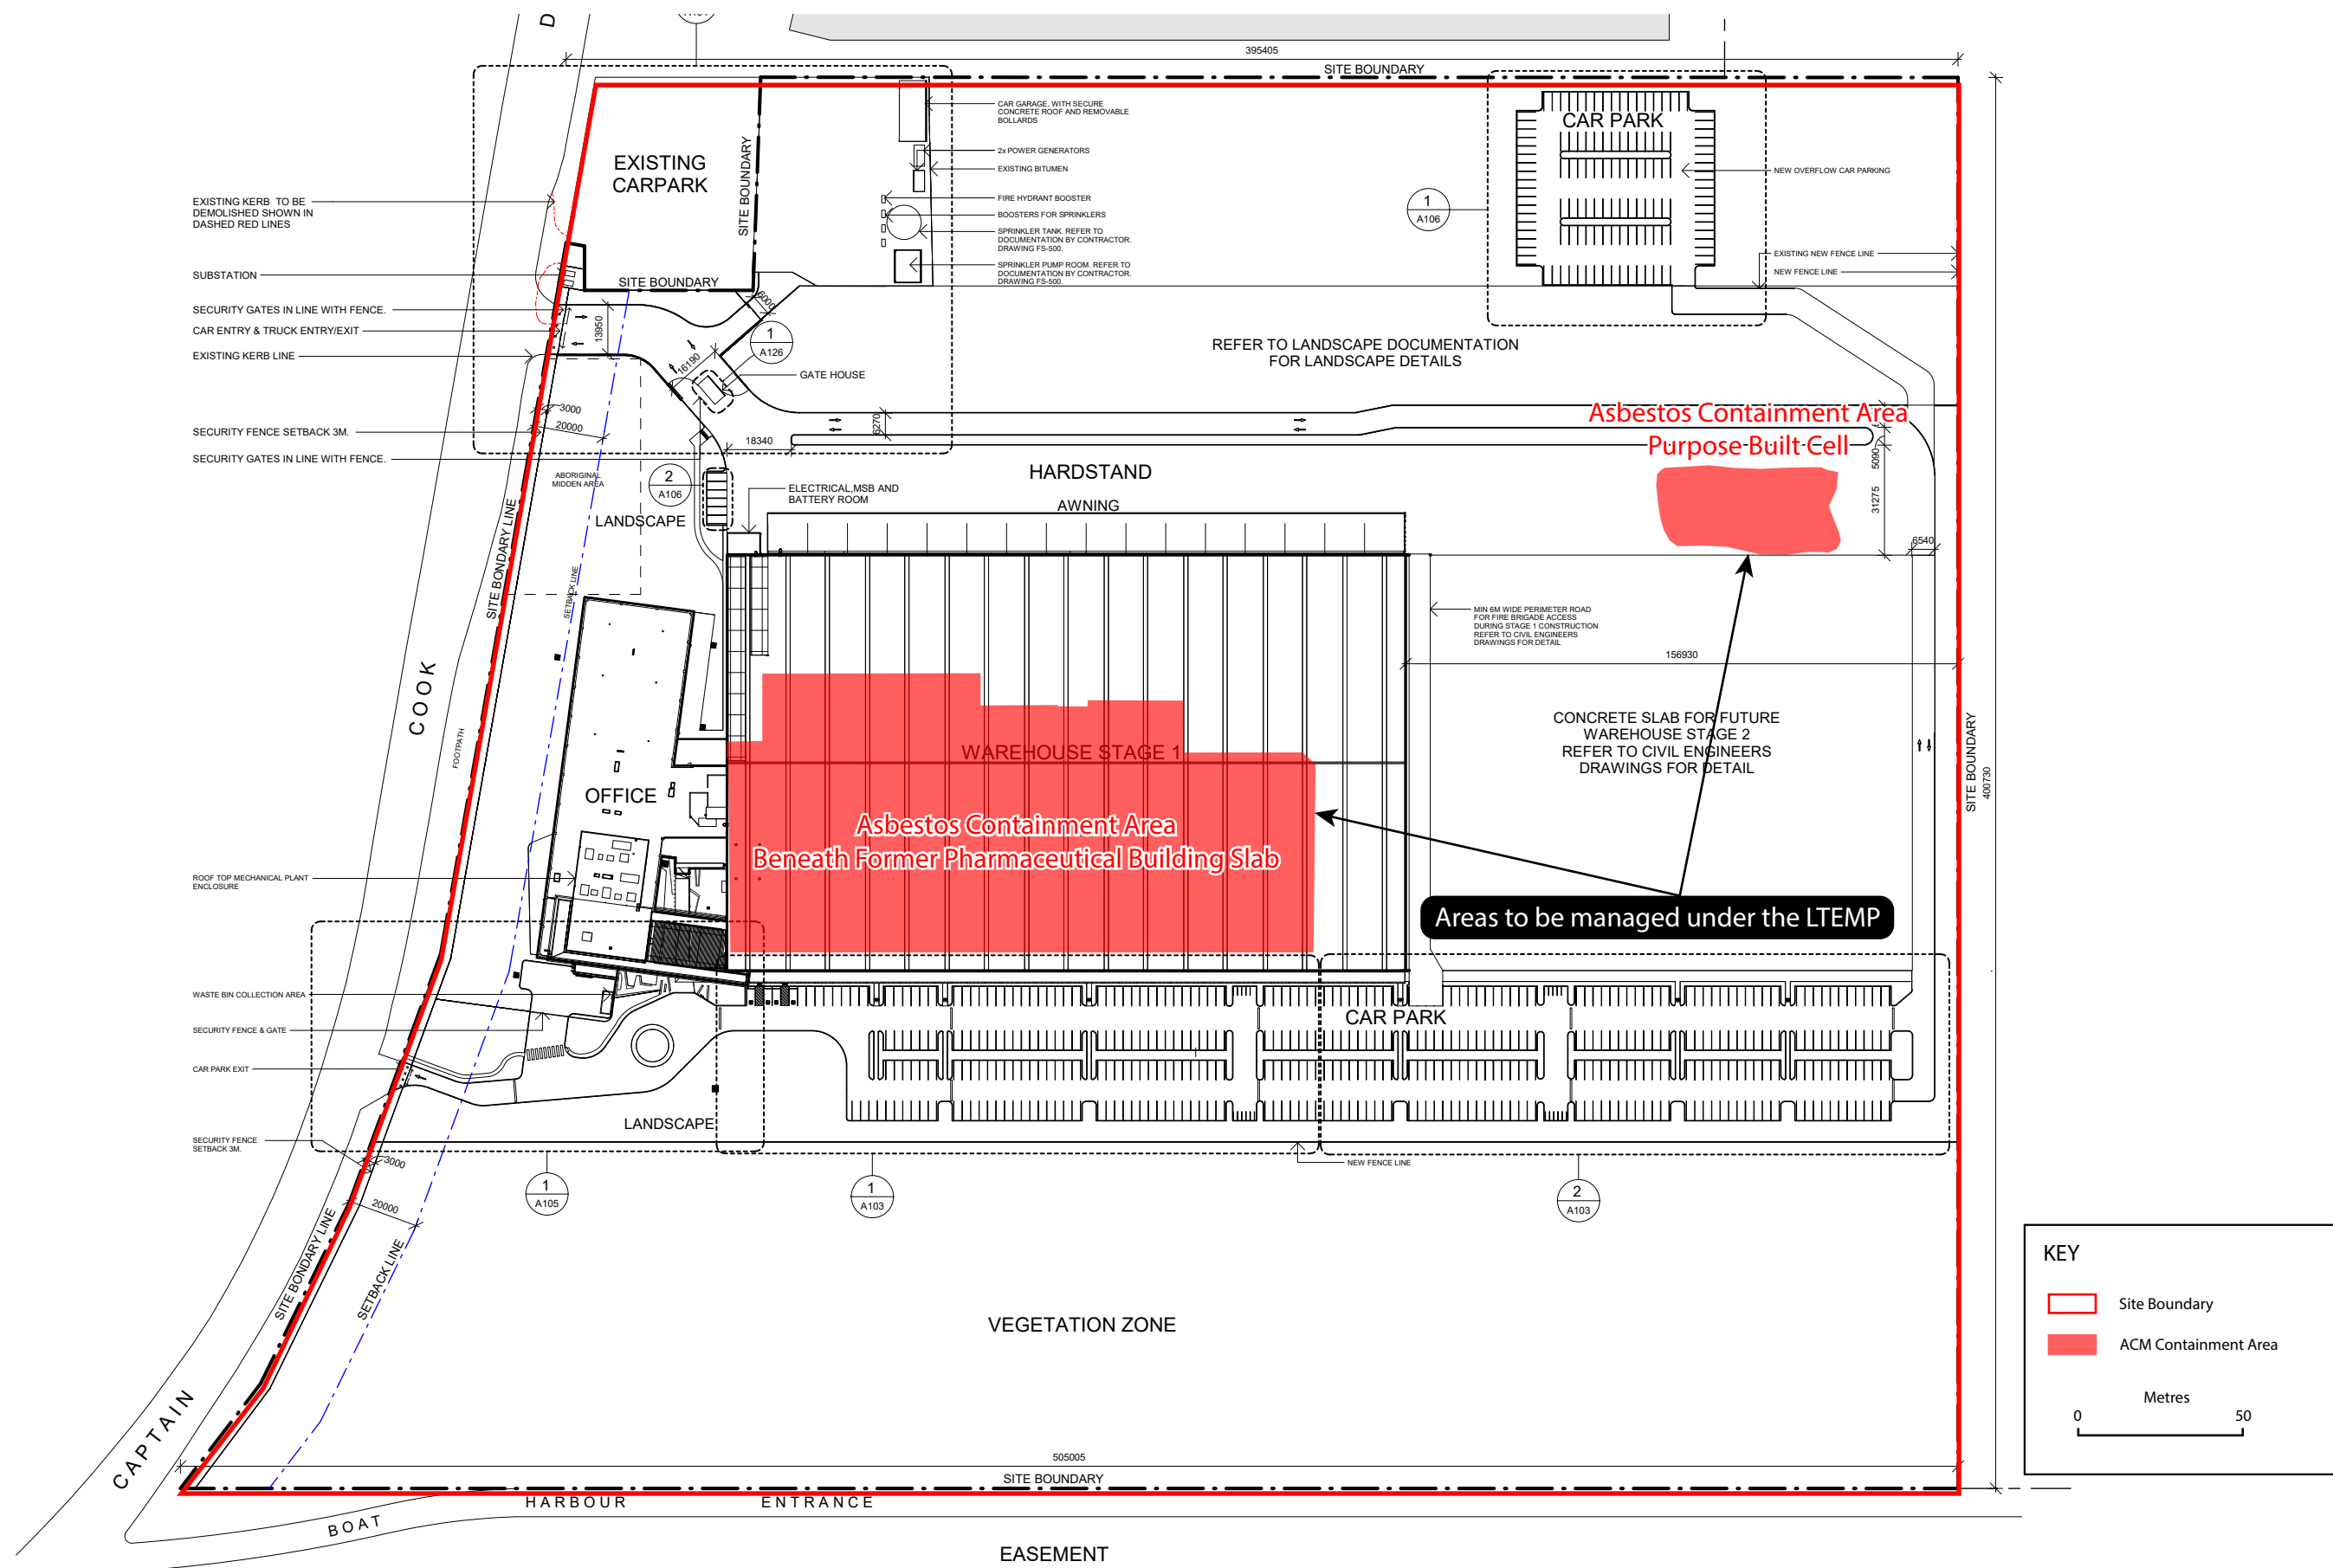 D
395405
SITE BOUNDARY
CAR GARAGE, WITH SECURE
CONCRETE ROOF AND REMOVABLE
BOLLARDS
2x POWER GENERATORS
EXISTING BITUMEN
FIRE HYDRANT BOOSTER
BOOSTERS FOR SPRINKLERS
SPRINKLER TANK. REFER TO
DOCUMENTATION BY CONTRACTOR.
DRAWING FS-500.
SPRINKLER PUMP ROOM. REFER TO
DOCUMENTATION BY CONTRACTOR.
DRAWING FS-500.
EXISTING
CARPARK
SITE BOUNDARY
SITE BOUNDARY
CAR PARK
NEW OVERFLOW CAR PARKING
1
A106
EXISTING NEW FENCE LINE
NEW FENCE LINE
EXISTING KERB TO BE
DEMOLISHED SHOWN IN
DASHED RED LINES
SUBSTATION
SECURITY GATES IN LINE WITH FENCE.
CAR ENTRY & TRUCK ENTRY/EXIT
EXISTING KERB LINE
SECURITY FENCE SETBACK 3M.
SECURITY GATES IN LINE WITH FENCE.
13950
6000
16190
1
A126
GATE HOUSE
3000
20000
18340
6270
REFER TO LANDSCAPE DOCUMENTATION
FOR LANDSCAPE DETAILS
Asbestos Containment Area
Purpose Built Cell
5090
31275
6540
ABORIGINAL
MIDDEN AREA
2
A106
LANDSCAPE
ELECTRICAL,MSB AND
BATTERY ROOM
HARDSTAND
AWNING
SITE BONDARY LINE
SETBACK LINE
COOK
FOOTPATH
OFFICE
MIN 6M WIDE PERIMETER ROAD
FOR FIRE BRIGADE ACCESS
DURING STAGE 1 CONSTRUCTION
REFER TO CIVIL ENGINEERS
DRAWINGS FOR DETAIL
156930
WAREHOUSE STAGE 1
CONCRETE SLAB FOR FUTURE
WAREHOUSE STAGE 2
REFER TO CIVIL ENGINEERS
DRAWINGS FOR DETAIL
SITE BOUNDARY
400730
Asbestos Containment Area
Beneath Former Pharmaceutical Building Slab
Areas to be managed under the LTEMP
ROOF TOP MECHANICAL PLANT
ENCLOSURE
WASTE BIN COLLECTION AREA
SECURITY FENCE & GATE
CAR PARK EXIT
CAR PARK
LANDSCAPE
SECURITY FENCE
SETBACK 3M.
3000
20000
NEW FENCE LINE
1
A105
1
A103
2
A103
SITE BONDARY LINE
SETBACK LINE
VEGETATION ZONE
CAPTAIN
505005
SITE BOUNDARY
HARBOUR ENTRANCE
BOAT
EASEMENT
KEY
Site Boundary
ACM Containment Area
Metres
0 50